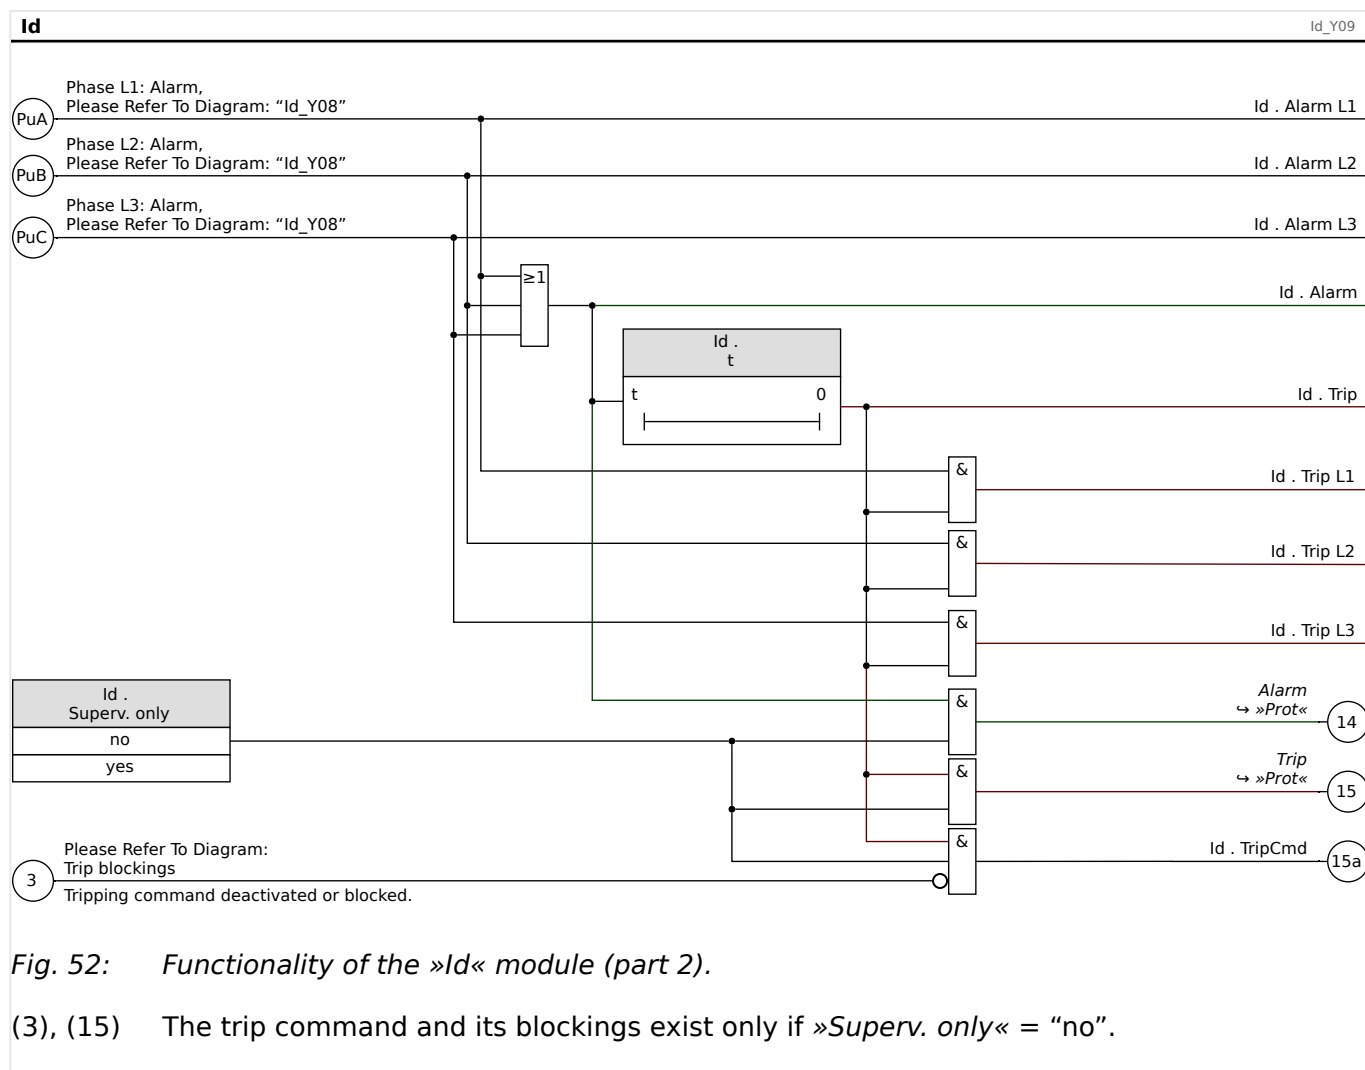 Id
Id_Y09
Phase L1: Alarm,
Please Refer To Diagram: “Id_Y08”
Id . Alarm L1
PuA
Phase L2: Alarm,
Please Refer To Diagram: “Id_Y08”
Id . Alarm L2
PuB
Phase L3: Alarm,
Please Refer To Diagram: “Id_Y08”
Id . Alarm L3
PuC
≥1
Id . Alarm
Id .
t
t 0
Id . Trip
&
Id . Trip L1
&
Id . Trip L2
&
Id . Trip L3
Id .
Superv. only
no
yes
&
Alarm
↪ »Prot«
14
&
Trip
↪ »Prot«
15
&
Id . TripCmd
15a
Please Refer To Diagram:
Trip blockings
3
Tripping command deactivated or blocked.
Fig. 52: Functionality of the »Id« module (part 2).
(3), (15) The trip command and its blockings exist only if »Superv. only« = “no”.